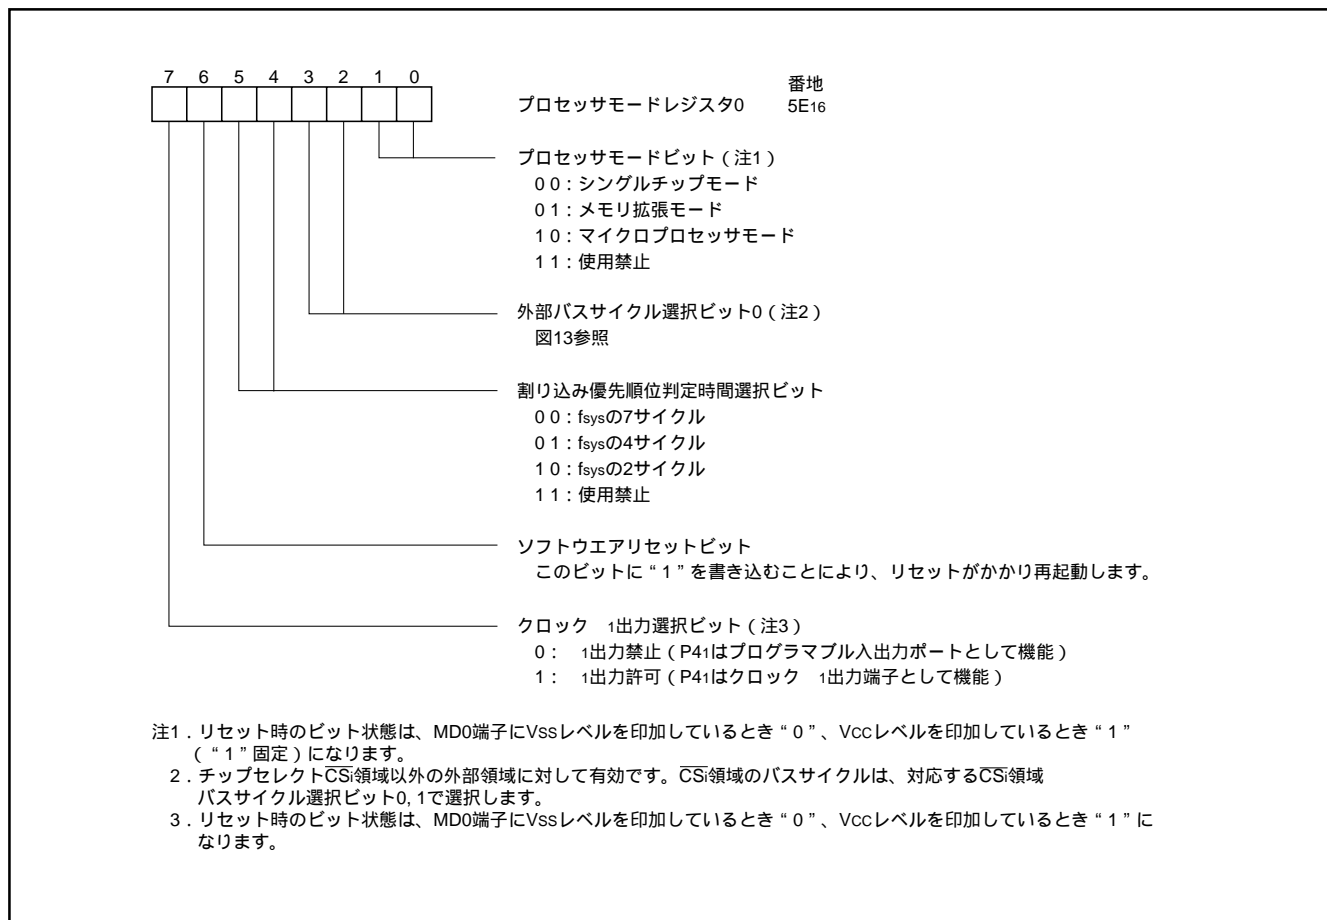 7 6 5 4 3 2 1 0
番地
プロセッサモードレジスタ0 5E16
プロセッサモードビット（注1）
0 0：シングルチップモード
0 1：メモリ拡張モード
1 0：マイクロプロセッサモード
1 1：使用禁止
外部バスサイクル選択ビット0（注2）
図13参照
割り込み優先順位判定時間選択ビット
0 0：fsysの7サイクル
0 1：fsysの4サイクル
1 0：fsysの2サイクル
1 1：使用禁止
ソフトウエアリセットビット
このビットに“1”を書き込むことにより、リセットがかかり再起動します。
クロック 1出力選択ビット（注3）
0： 1出力禁止（P41はプログラマブル入出力ポートとして機能）
1： 1出力許可（P41はクロック 1出力端子として機能）
注1．リセット時のビット状態は、MD0端子にVssレベルを印加しているとき“0”、Vccレベルを印加しているとき“1”
（“1”固定）になります。
2．チップセレクトCSi領域以外の外部領域に対して有効です。CSi領域のバスサイクルは、対応するCSi領域
バスサイクル選択ビット0, 1で選択します。
3．リセット時のビット状態は、MD0端子にVssレベルを印加しているとき“0”、Vccレベルを印加しているとき“1”に
なります。